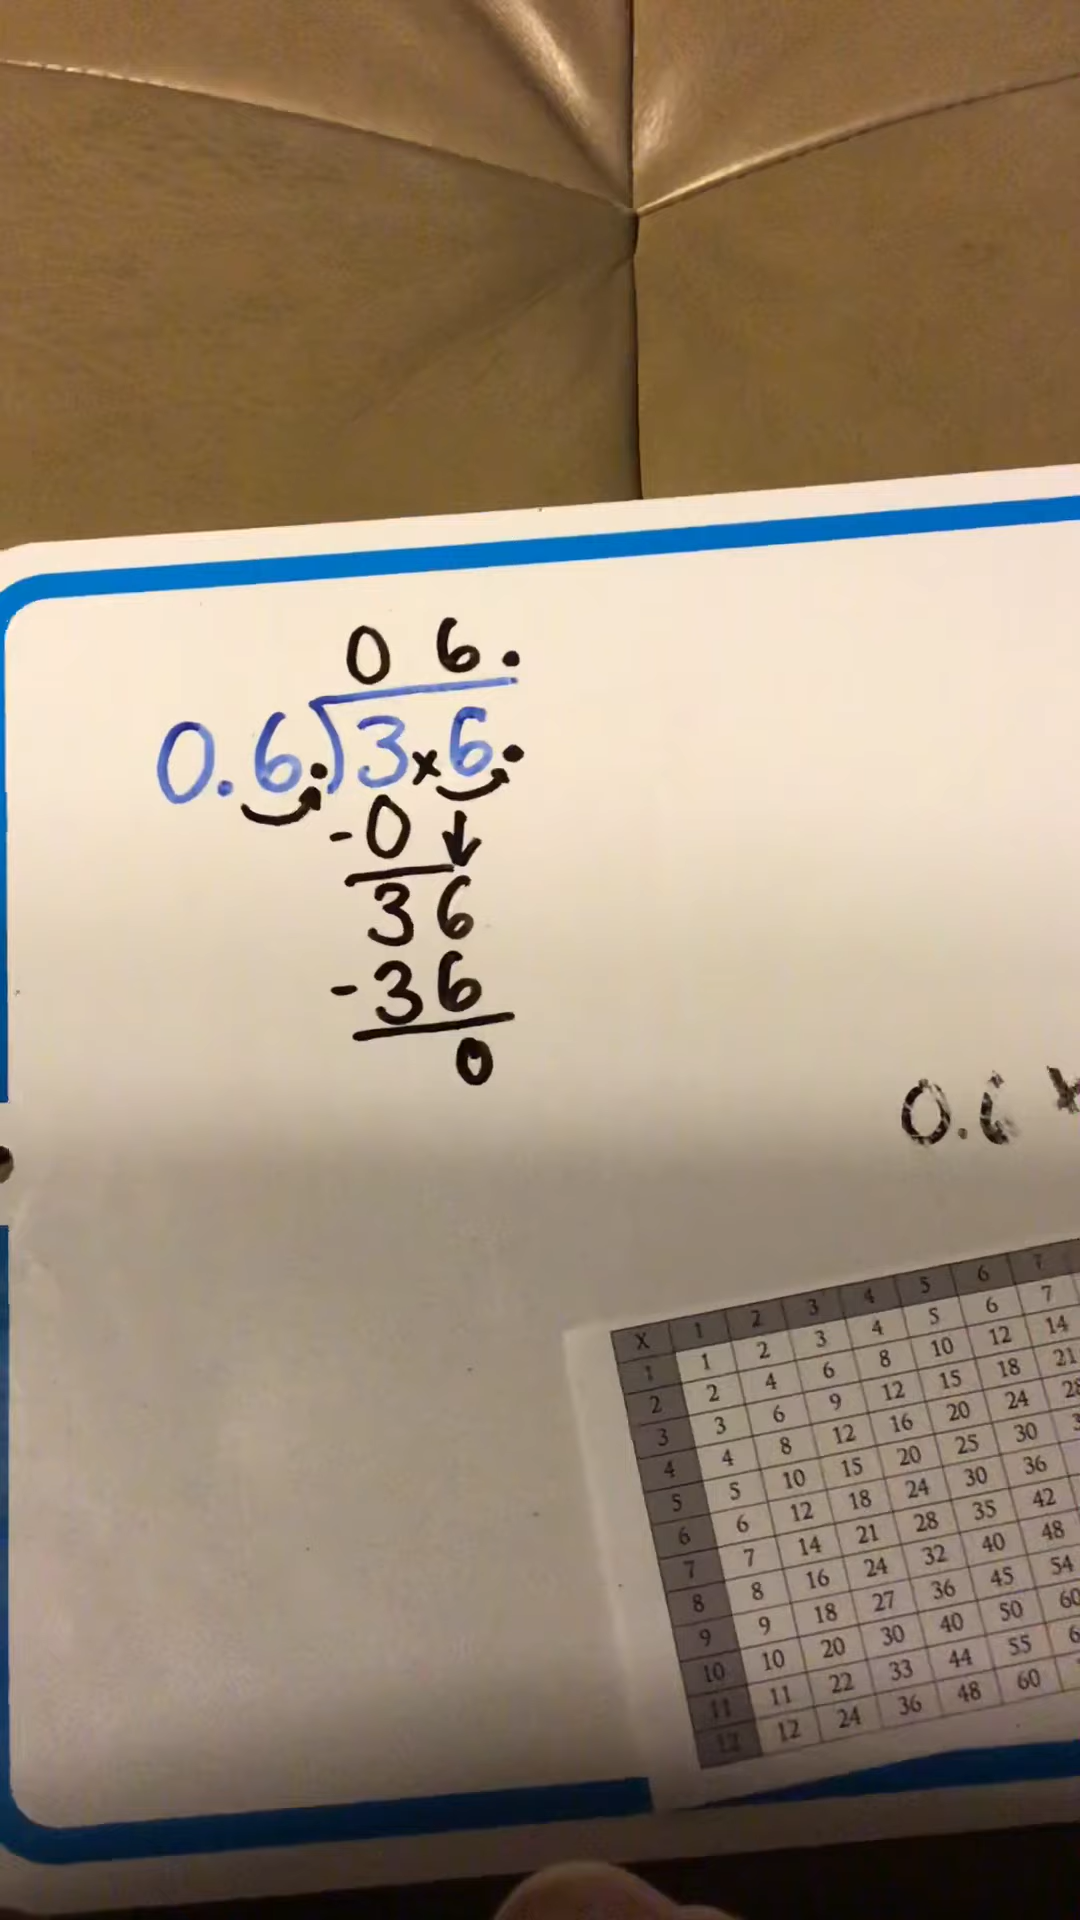 0 6.
0.6.)3x6.
-0 ↓
36
-36
0
0.6 x
X 1 2 3 4 5 6 7
1 1 2 3 4 5 6 7
2 2 4 6 8 10 12 14
3 3 6 9 12 15 18 21
4 4 8 12 16 20 24 28
5 5 10 15 20 25 30
6 6 12 18 24 30 36
7 7 14 21 28 35 42
8 8 16 24 32 40 48
9 9 18 27 36 45 54
10 10 20 30 40 50 60
11 11 22 33 44 55
12 12 24 36 48 60